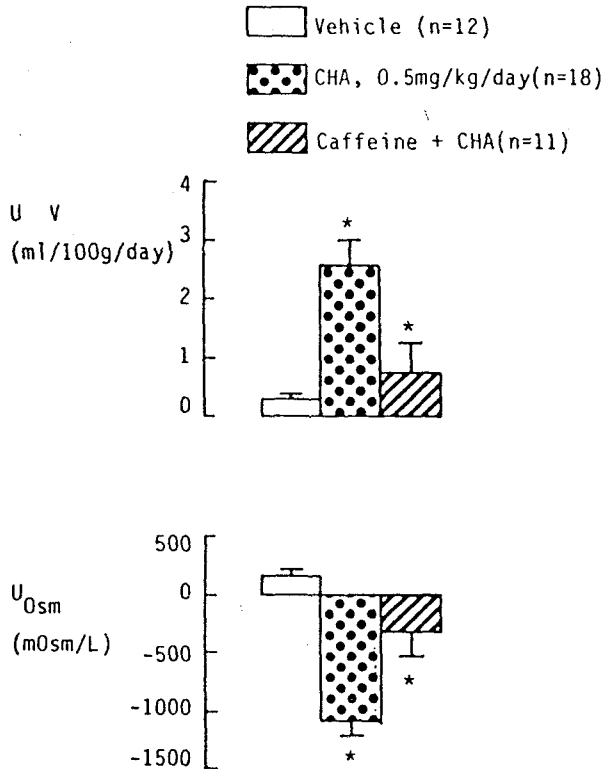 Vehicle (n=12)
CHA, 0.5mg/kg/day(n=18)
Caffeine + CHA(n=11)
U V
(ml/100g/day)
4
3
2
1
0
*
*
U Osm
(mOsm/L)
500
0
-500
-1000
-1500
*
*